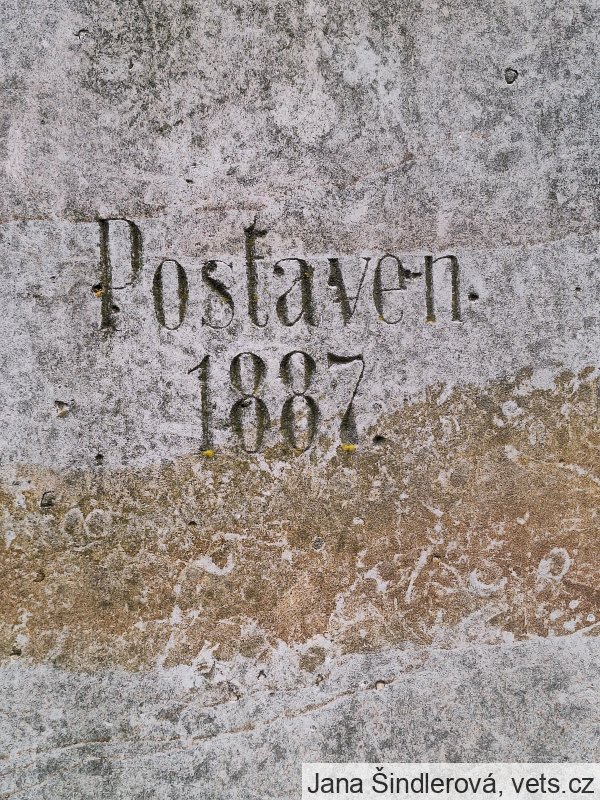 Postaven
1887.
Jana Šindlerová, vets.cz